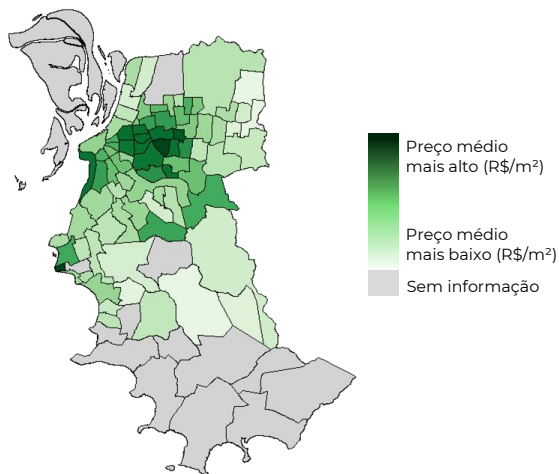 Preço médio
mais alto (R$/m²)
Preço médio
mais baixo (R$/m²)
Sem informação